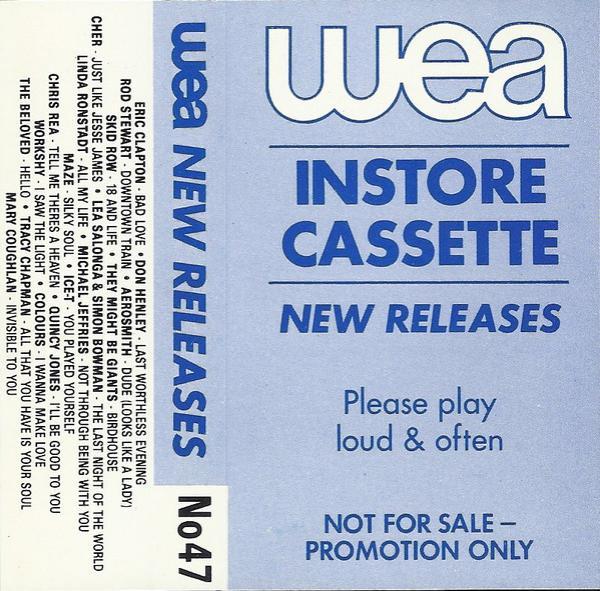 wea
INSTORE
CASSETTE
NEW RELEASES
Please play
loud & often
NOT FOR SALE –
PROMOTION ONLY
wea NEW RELEASES
No47
ERIC CLAPTON - BAD LOVE • DON HENLEY - LAST WORTHLESS EVENING
ROD STEWART - DOWNTOWN TRAIN • AEROSMITH - DUDE (LOOKS LIKE A LADY)
SKID ROW - 18 AND LIFE • THEY MIGHT BE GIANTS - BIRDHOUSE
CHER - JUST LIKE JESSE JAMES • LEA SALONGA & SIMON BOWMAN - THE LAST NIGHT OF THE WORLD
LINDA RONSTADT - ALL MY LIFE • MICHAEL JEFFRIES - NOT THROUGH BEING WITH YOU
MAZE - SILKY SOUL • ICE-T - YOU PLAYED YOURSELF
CHRIS REA - TELL ME THERES A HEAVEN • QUINCY JONES - I'LL BE GOOD TO YOU
WORKSHY - I SAW THE LIGHT • COLOURS - I WANNA MAKE LOVE
THE BELOVED - HELLO • TRACY CHAPMAN - ALL THAT YOU HAVE IS YOUR SOUL
MARY COUGHLAN - INVISIBLE TO YOU